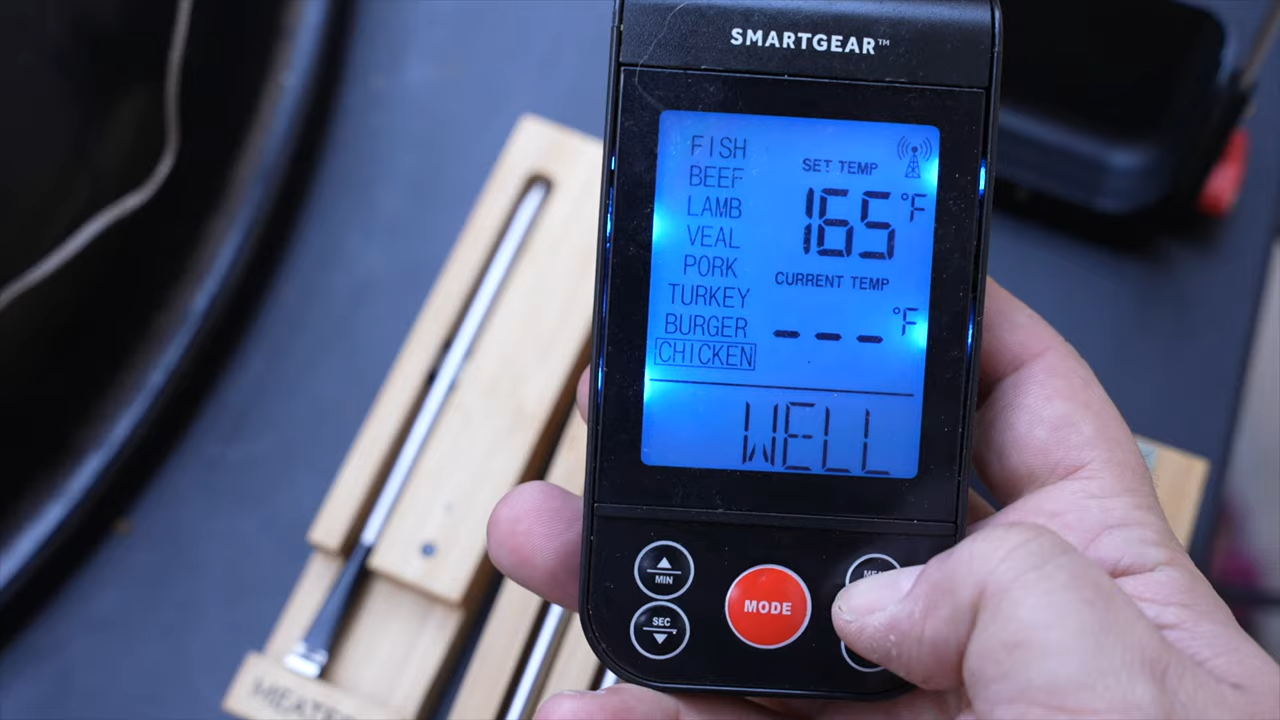 SMARTGEAR™
FISH
BEEF
LAMB
VEAL
PORK
TURKEY
BURGER
CHICKEN
SET TEMP
165°F
CURRENT TEMP
---°F
WELL
MIN
SEC
MODE